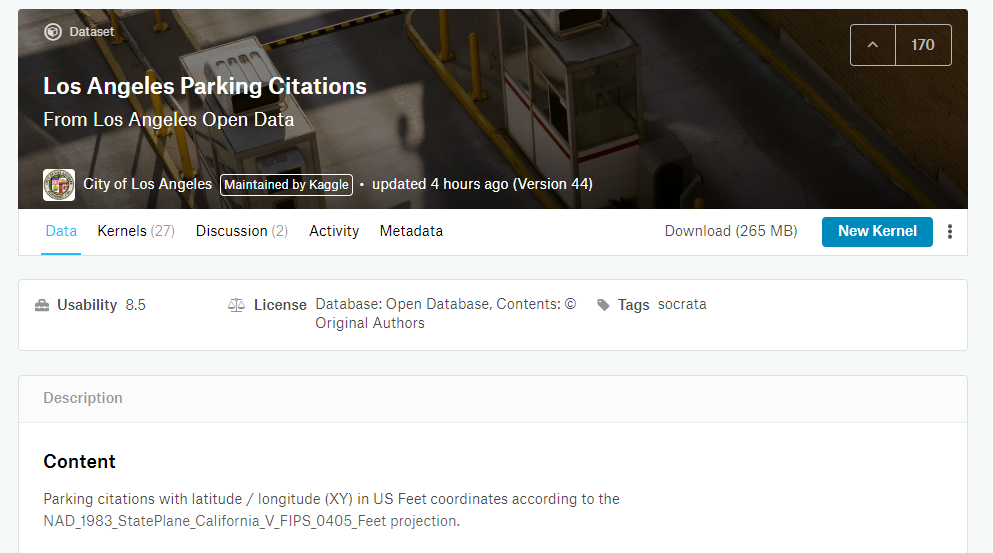 Dataset
170
Los Angeles Parking Citations
From Los Angeles Open Data
City of Los Angeles Maintained by Kaggle • updated 4 hours ago (Version 44)
Data Kernels (27) Discussion (2) Activity Metadata Download (265 MB) New Kernel
Usability 8.5 License Database: Open Database, Contents: © Tags socrata
Original Authors
Description
Content
Parking citations with latitude / longitude (XY) in US Feet coordinates according to the
NAD_1983_StatePlane_California_V_FIPS_0405_Feet projection.